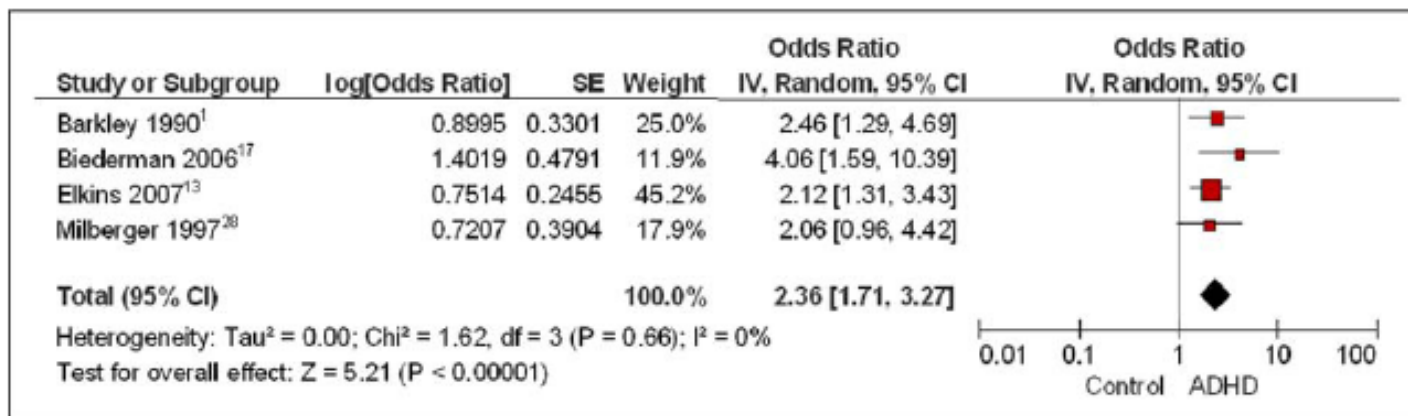 Odds Ratio Odds Ratio
Study or Subgroup log[Odds Ratio] SE Weight IV, Random, 95% CI IV, Random, 95% CI
Barkley 1990¹ 0.8995 0.3301 25.0% 2.46 [1.29, 4.69]
Biederman 2006¹⁷ 1.4019 0.4791 11.9% 4.06 [1.59, 10.39]
Elkins 2007¹³ 0.7514 0.2455 45.2% 2.12 [1.31, 3.43]
Milberger 1997²⁸ 0.7207 0.3904 17.9% 2.06 [0.96, 4.42]
Total (95% CI) 100.0% 2.36 [1.71, 3.27]
Heterogeneity: Tau² = 0.00; Chi² = 1.62, df = 3 (P = 0.66); I² = 0%
Test for overall effect: Z = 5.21 (P < 0.00001)
0.01 0.1 1 10 100
Control ADHD